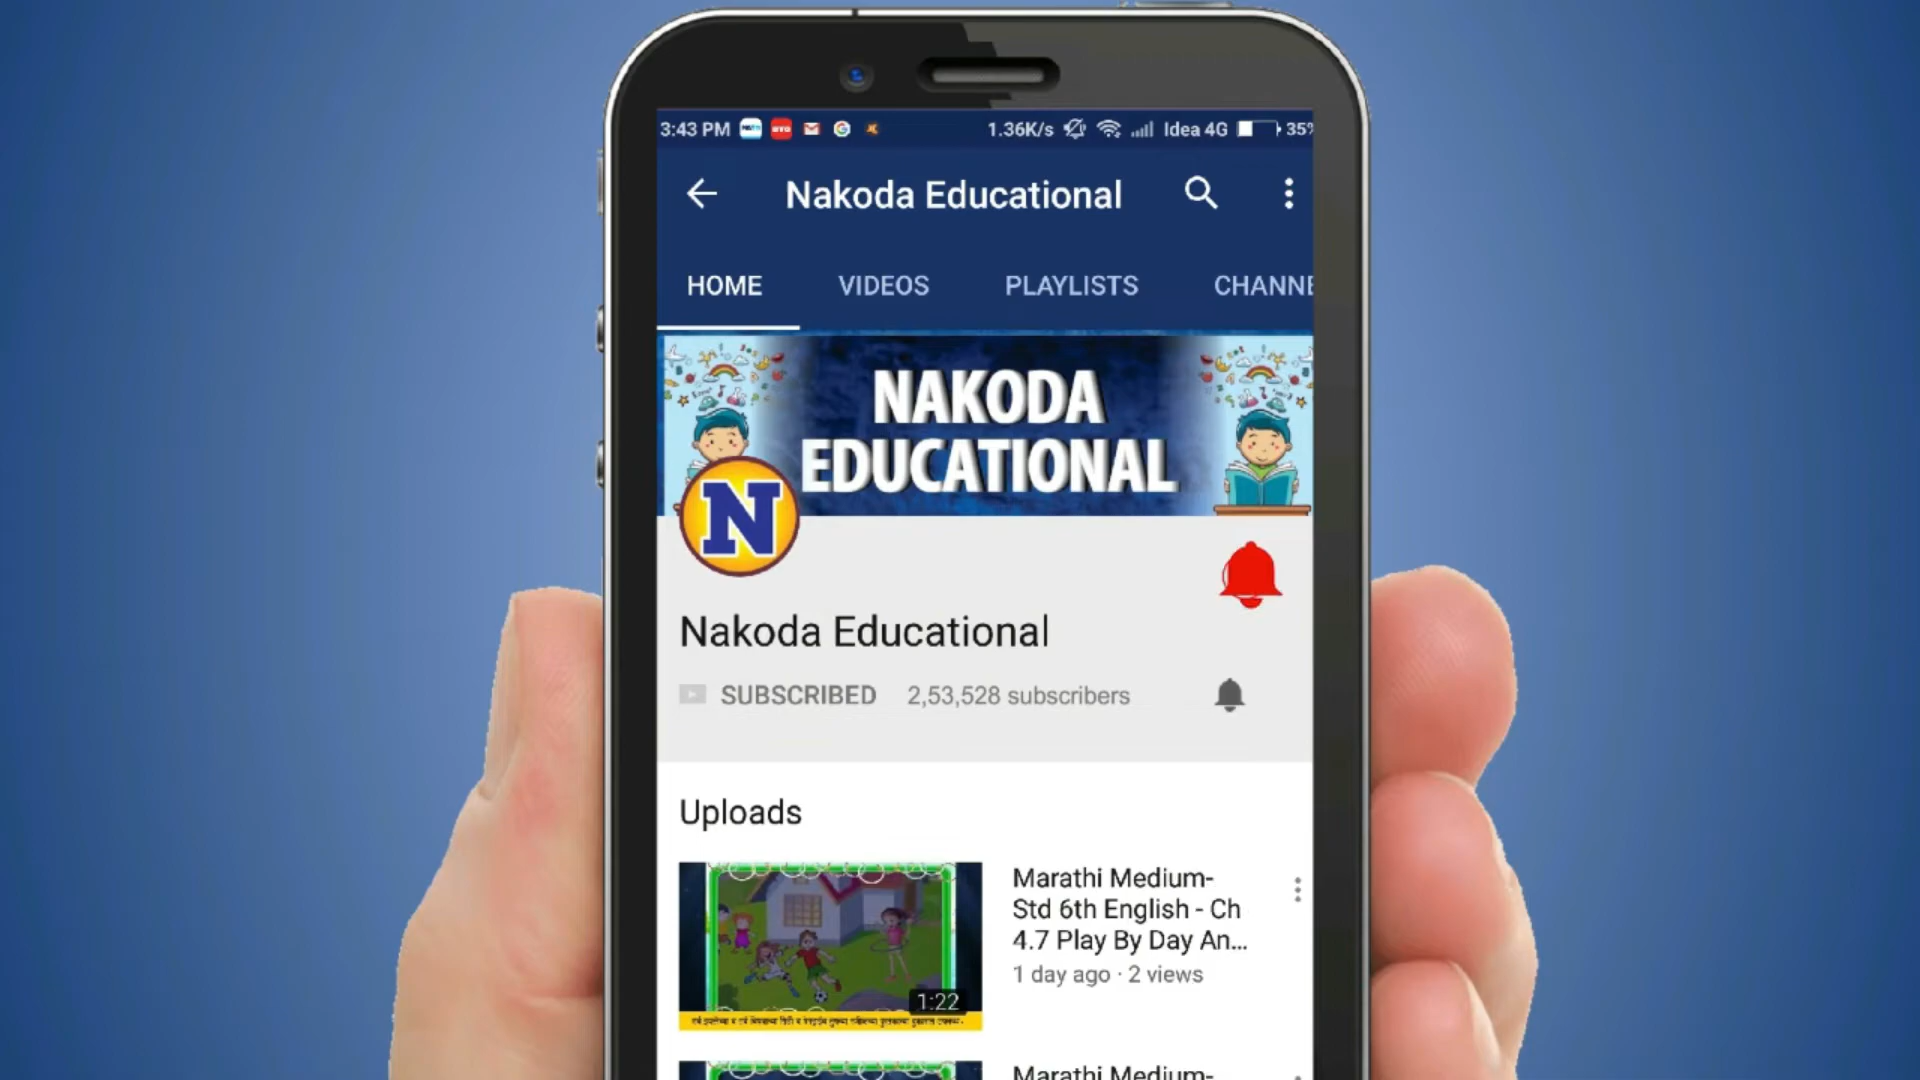 3:43 PM
1.36K/s Idea 4G 35%
Nakoda Educational
HOME VIDEOS PLAYLISTS CHANNE
NAKODA
EDUCATIONAL
N
Nakoda Educational
SUBSCRIBED 2,53,528 subscribers
Uploads
Marathi Medium-
Std 6th English - Ch
4.7 Play By Day An...
1 day ago · 2 views
1:22
Marathi Medium-